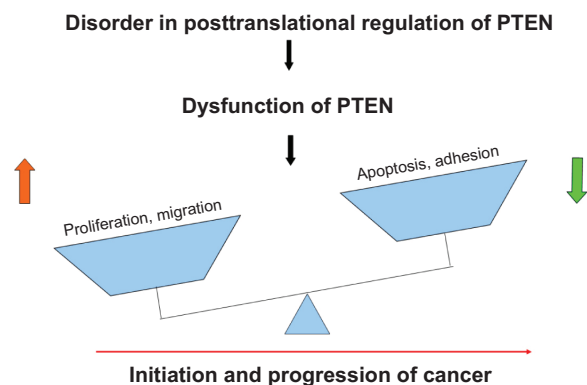 Disorder in posttranslational regulation of PTEN
Dysfunction of PTEN
Apoptosis, adhesion
Proliferation, migration
Initiation and progression of cancer